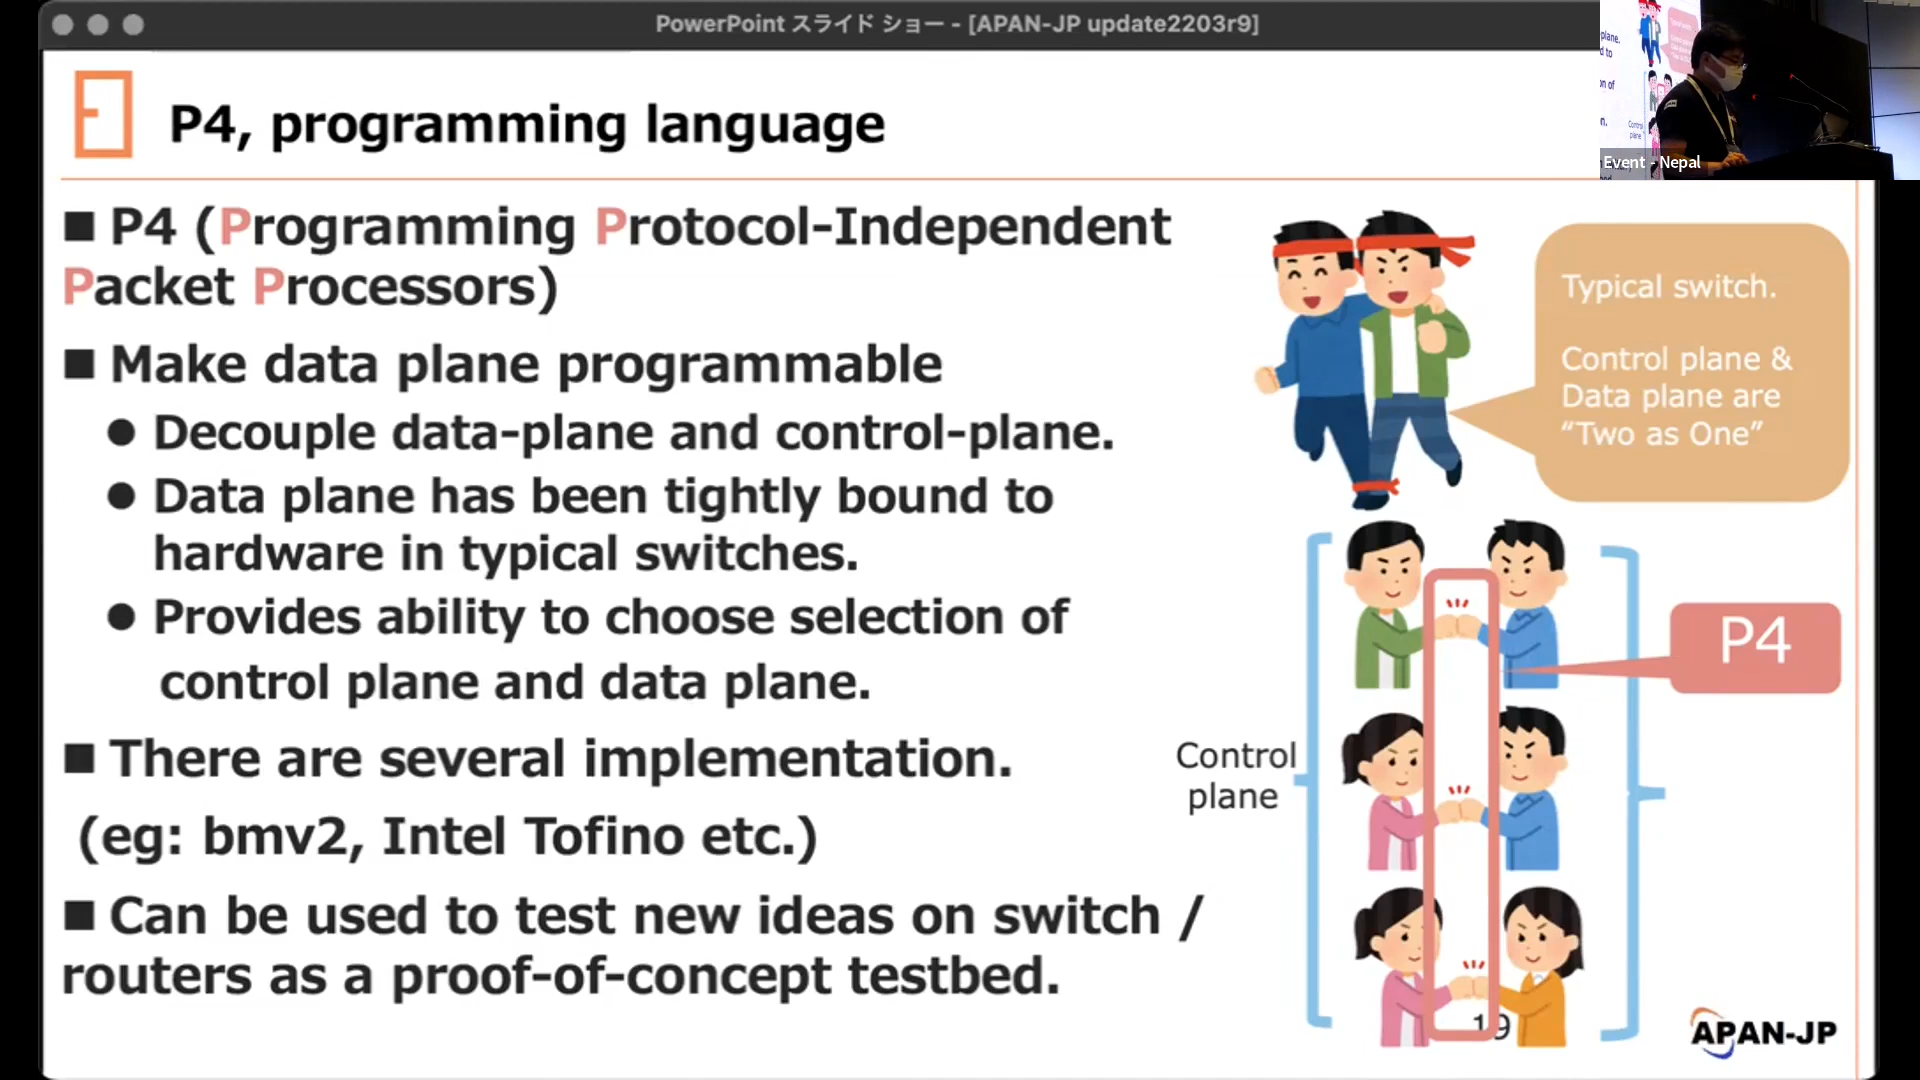 PowerPoint スライド ショー - [APAN-JP update2203r9]
P4, programming language
■ P4 (Programming Protocol-Independent
Packet Processors)
■ Make data plane programmable
● Decouple data-plane and control-plane.
● Data plane has been tightly bound to
hardware in typical switches.
● Provides ability to choose selection of
control plane and data plane.
■ There are several implementation.
(eg: bmv2, Intel Tofino etc.)
■ Can be used to test new ideas on switch /
routers as a proof-of-concept testbed.
Typical switch.
Control plane &
Data plane are
“Two as One”
P4
Control
plane
19
APAN-JP
plane.
Control
plane
Event - Nepal